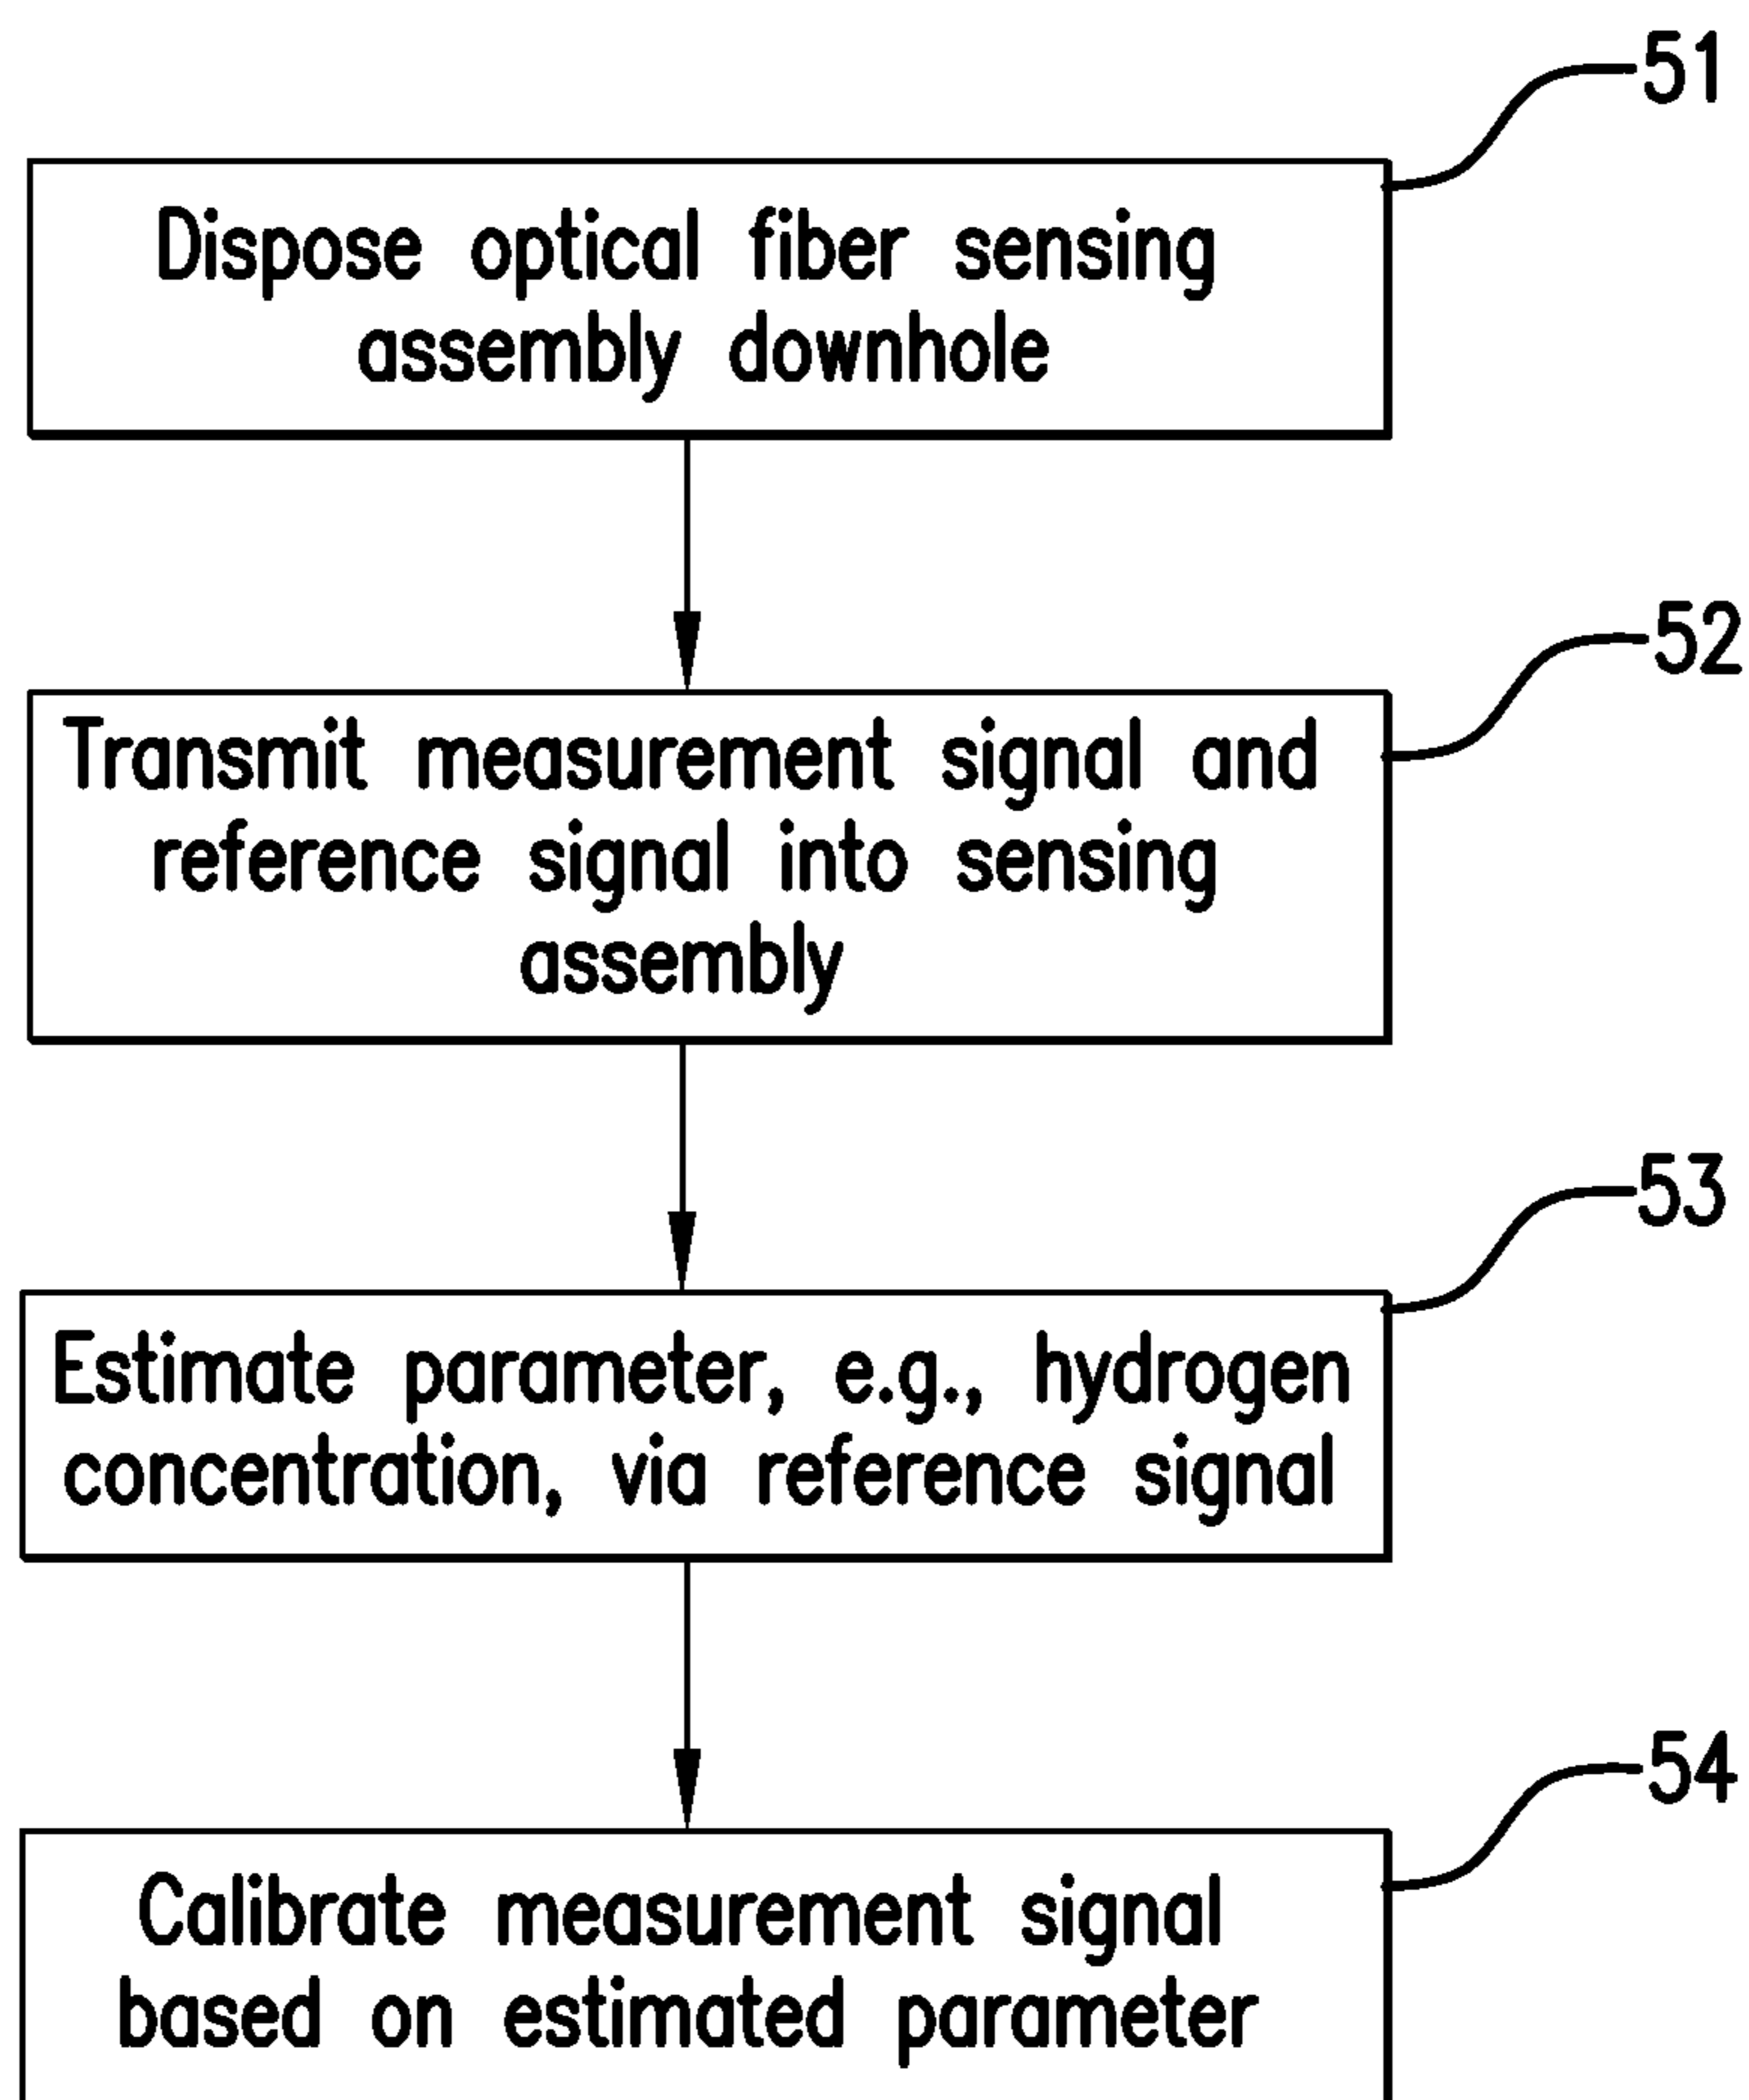 51
Dispose optical fiber sensing
assembly downhole
52
Transmit measurement signal and
reference signal into sensing
assembly
53
Estimate parameter, e.g., hydrogen
concentration, via reference signal
54
Calibrate measurement signal
based on estimated parameter